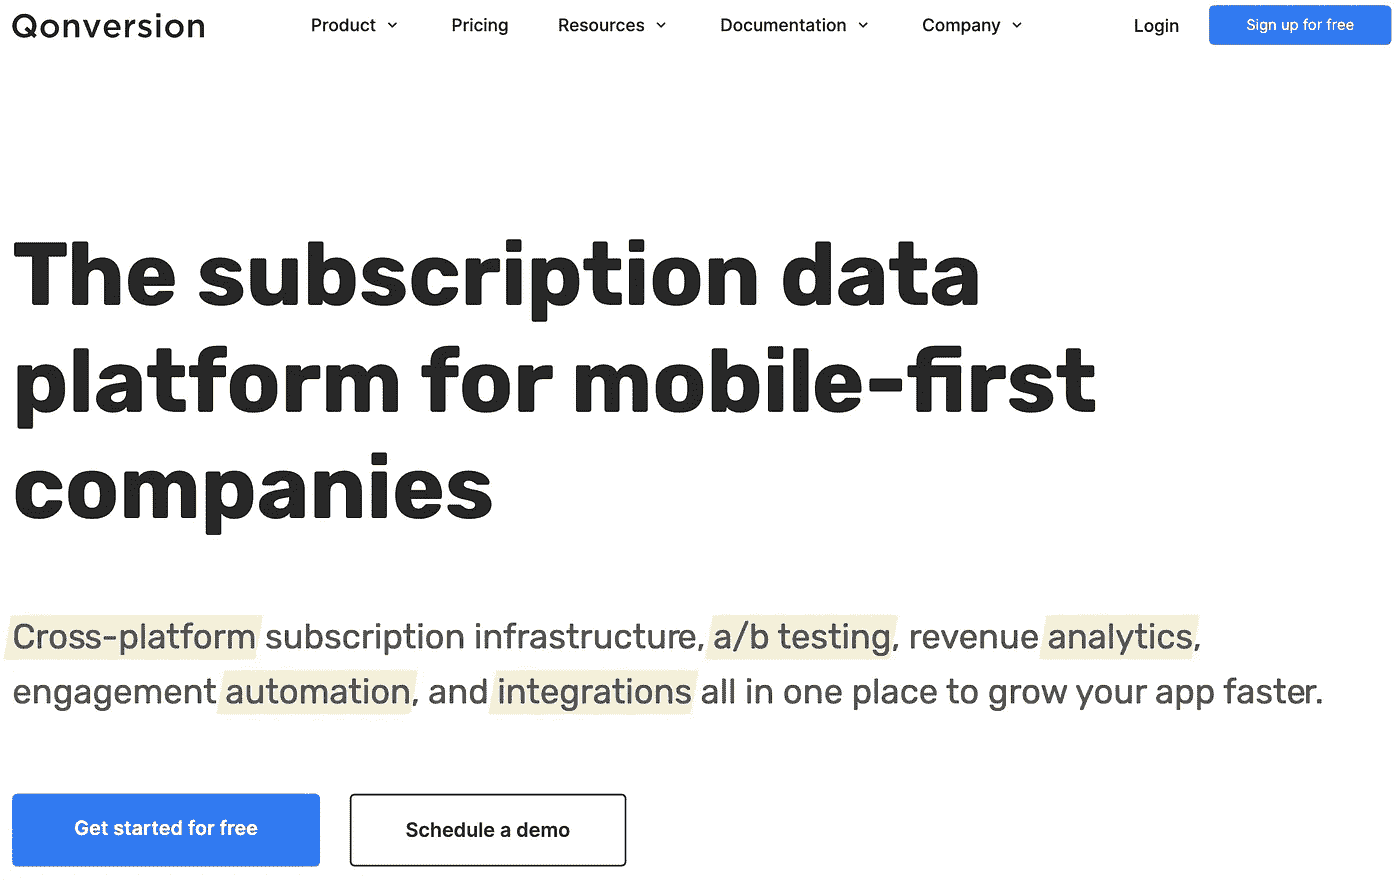 Qonversion
Product
Pricing
Resources
Documentation
Company
Login
Sign up for free
The subscription data
platform for mobile-first
companies
Cross-platform subscription infrastructure, a/b testing, revenue analytics,
engagement automation, and integrations all in one place to grow your app faster.
Get started for free
Schedule a demo